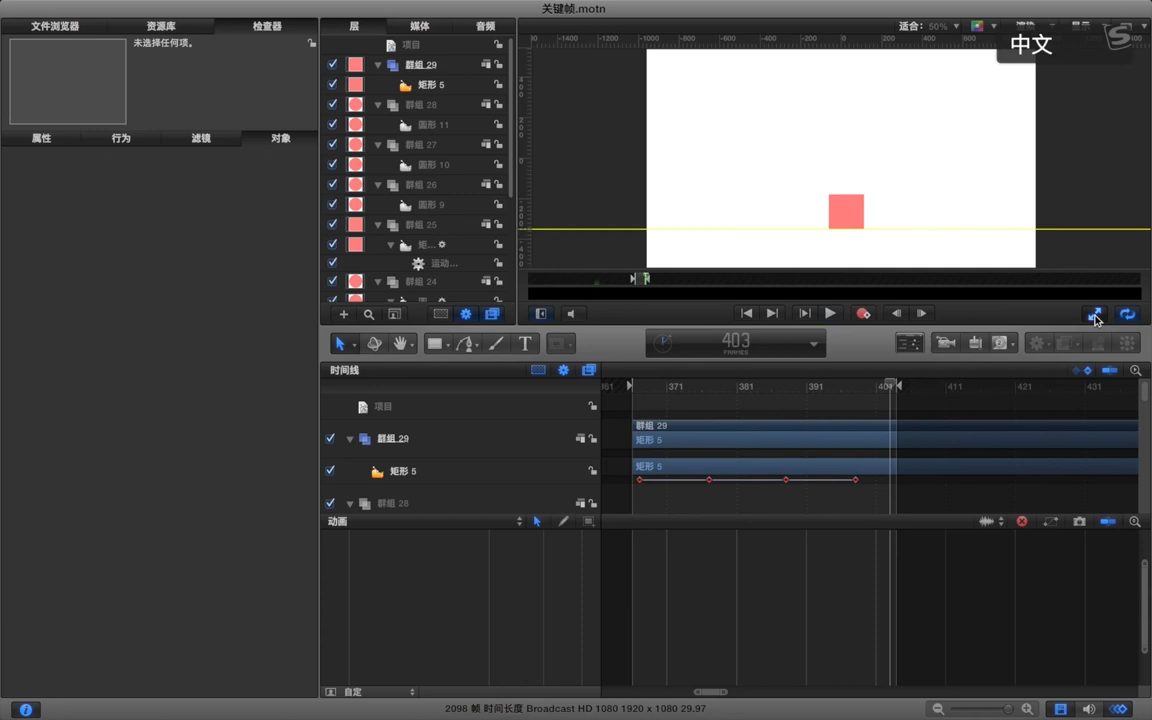 关键帧.motn
文件浏览器 资源库 检查器
未选择任何项。
属性 行为 滤镜 对象
层 媒体 音频
项目
群组 29
矩形 5
群组 28
圆形 11
群组 27
圆形 10
群组 26
圆形 9
群组 25
矩...
运动...
群组 24
适合: 50%
中文
403
FRAMES
时间线
361 371 381 391 401 411 421 431
项目
群组 29
矩形 5
群组 28
群组 29
矩形 5
矩形 5
动画
自定
2098 帧 时间长度 Broadcast HD 1080 1920 x 1080 29.97